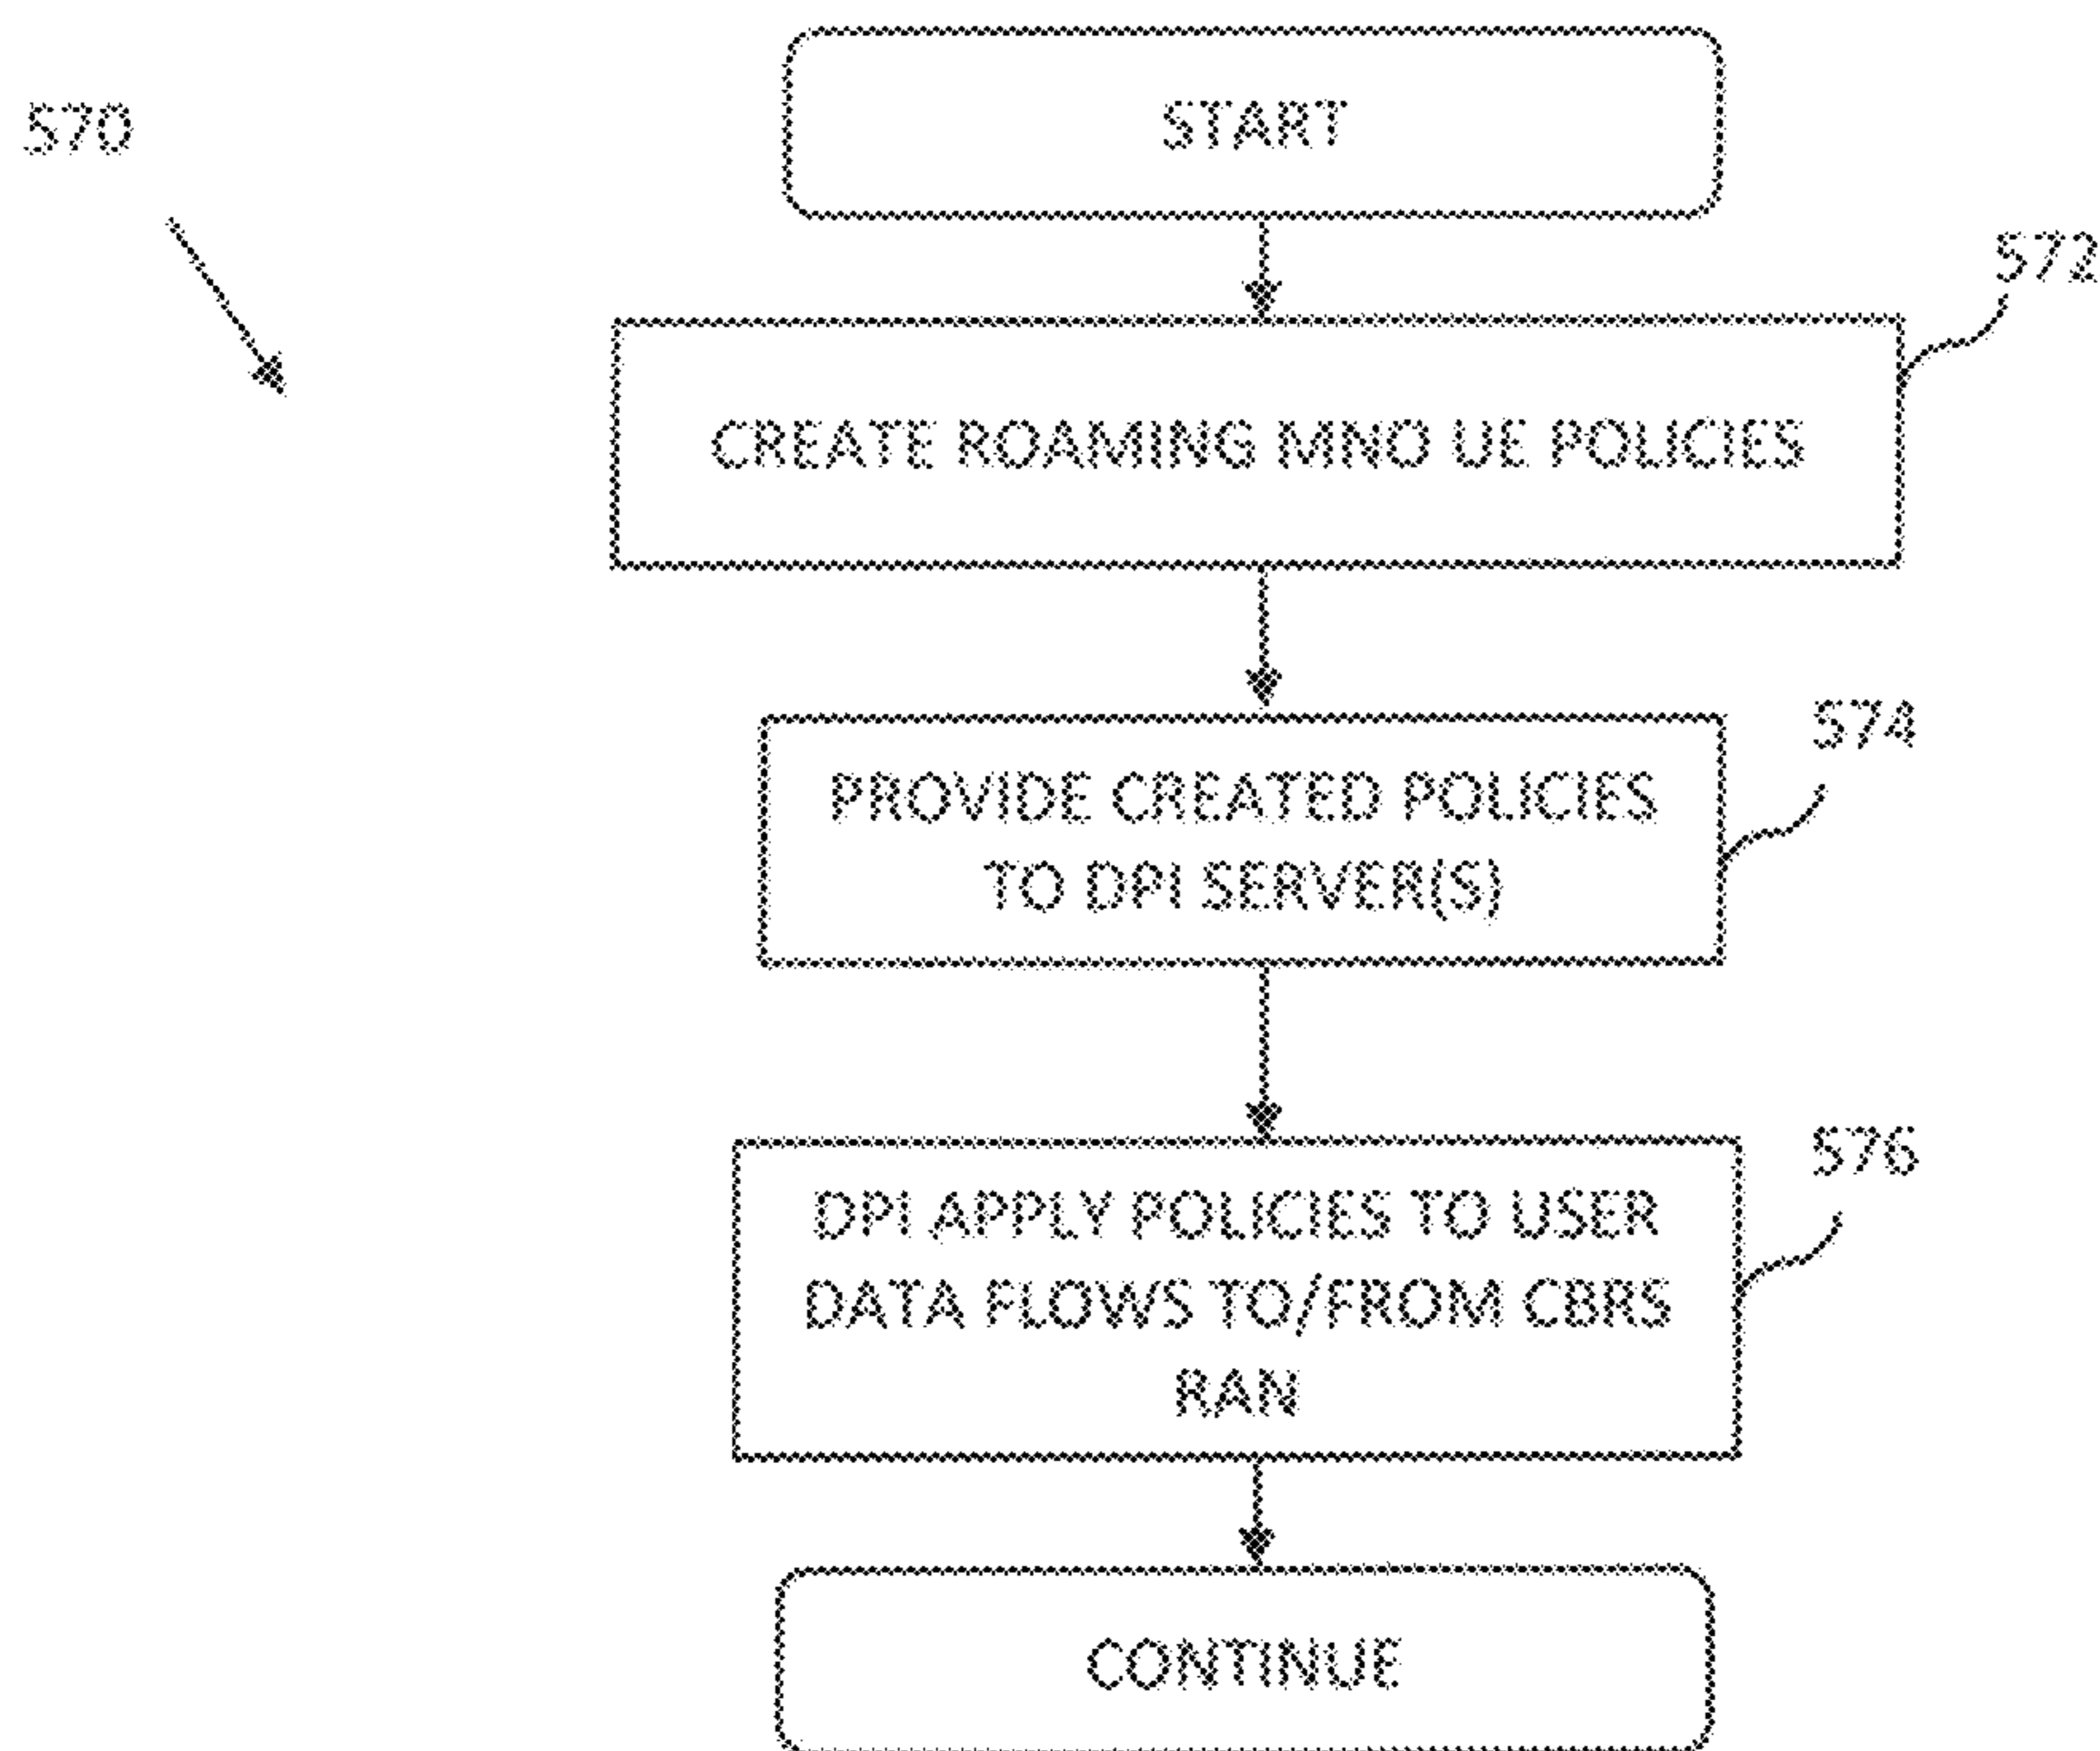 570
START
572
CREATE ROAMING MNO UE POLICIES
574
PROVIDE CREATED POLICIES
TO DPI SERVER(S)
576
DPI APPLY POLICIES TO USER
DATA FLOWS TO/FROM CBRS
RAN
CONTINUE